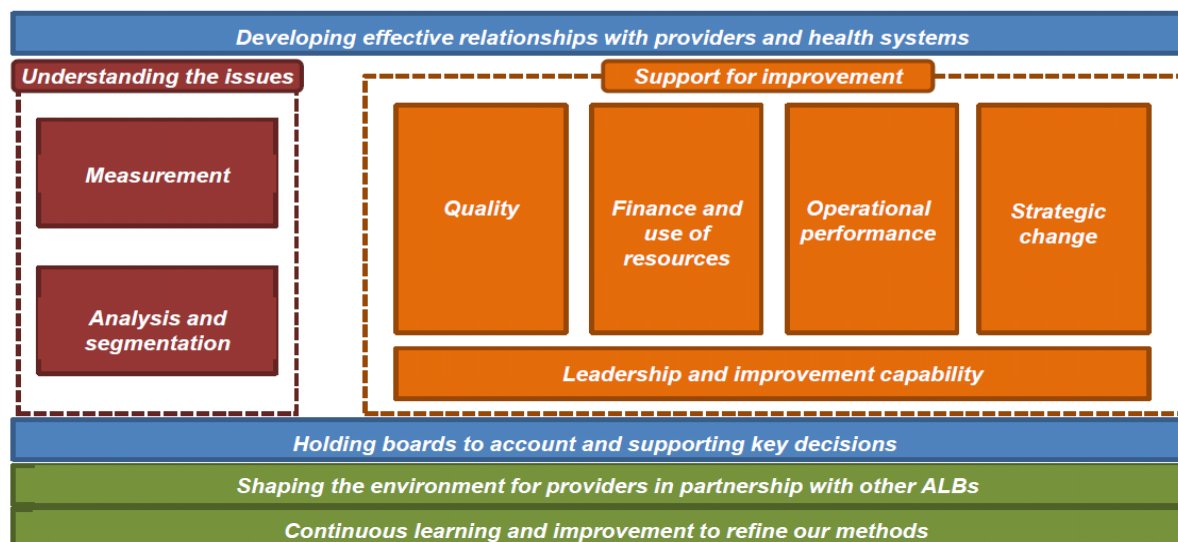 Developing effective relationships with providers and health systems
Understanding the issues
Support for improvement
Measurement
Analysis and
segmentation
Quality
Finance and
use of
resources
Operational
performance
Strategic
change
Leadership and improvement capability
Holding boards to account and supporting key decisions
Shaping the environment for providers in partnership with other ALBs
Continuous learning and improvement to refine our methods